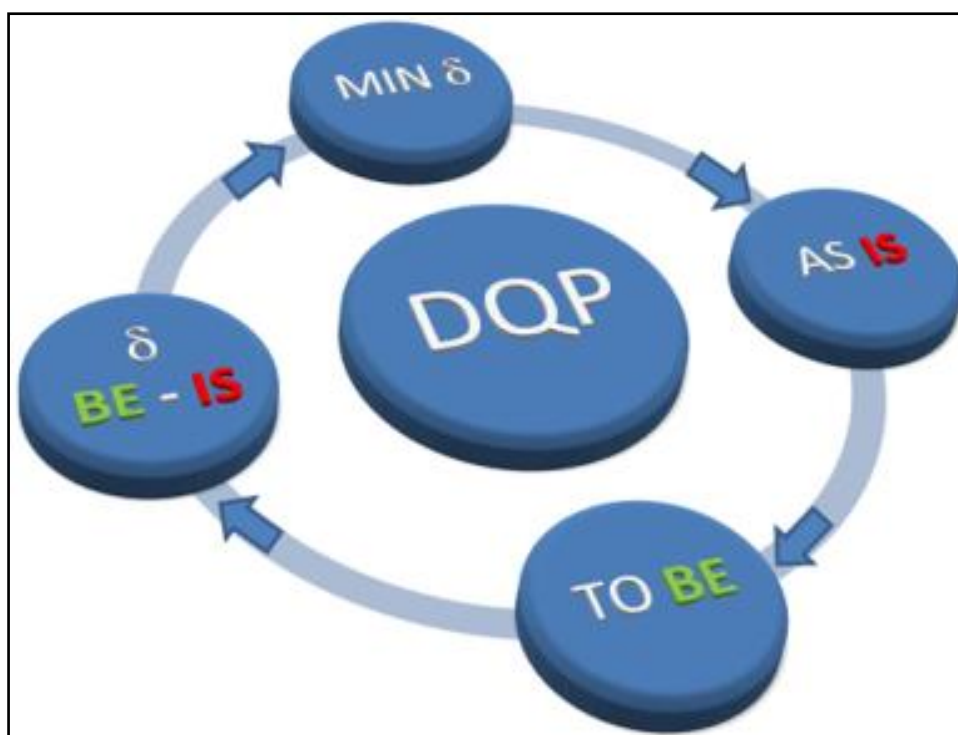 MIN δ
AS IS
DQP
δ
BE - IS
TO BE